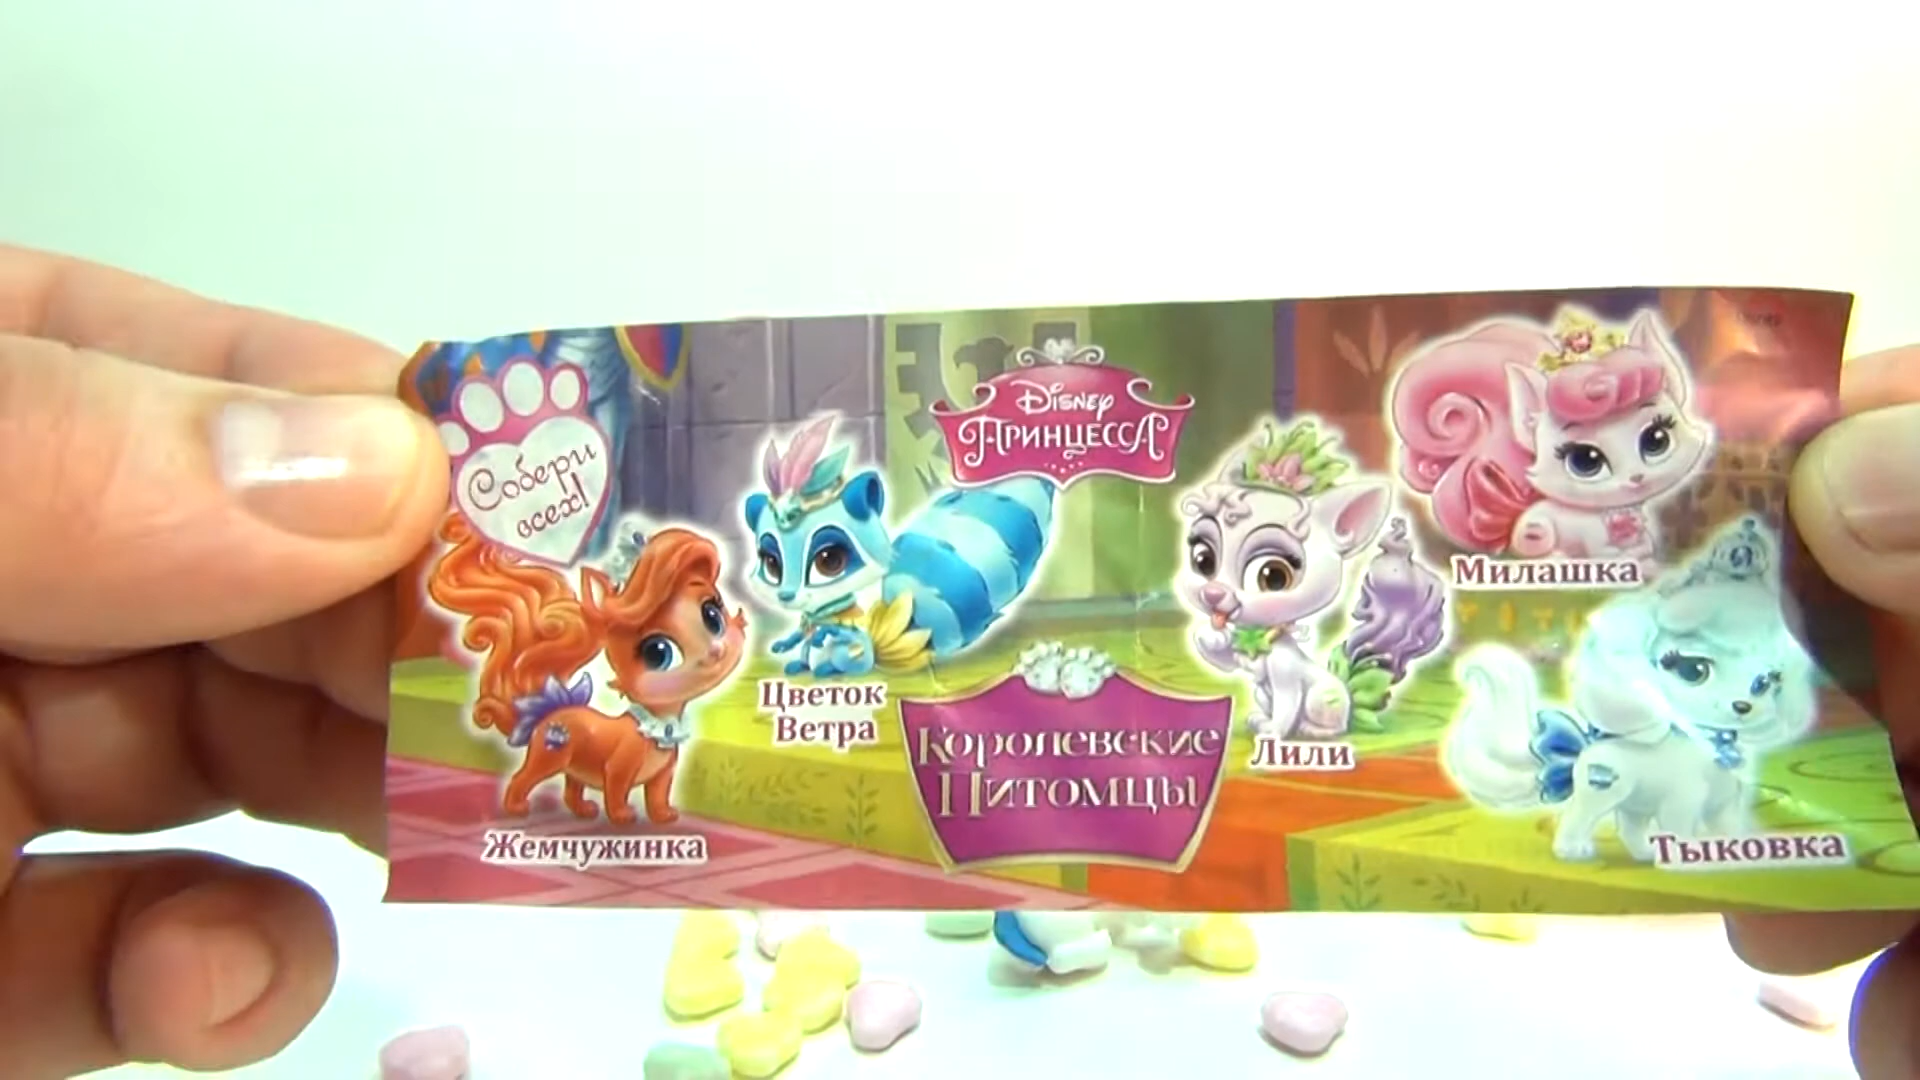 Собери
всех!
Disney
Принцесса
Милашка
Цветок
Ветра
Королевские
Питомцы
Лили
Жемчужинка
Тыковка